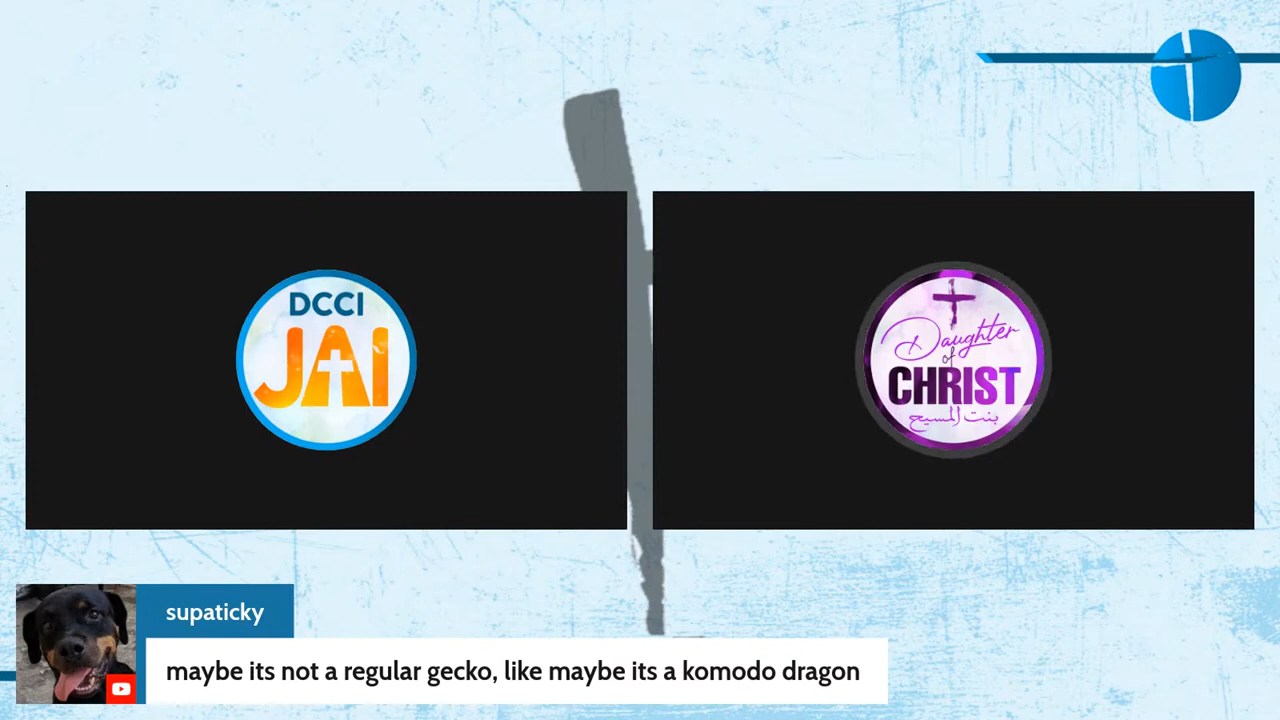 DCCI
JAI
Daughter
of
CHRIST
بنت المسيح
supaticky
maybe its not a regular gecko, like maybe its a komodo dragon